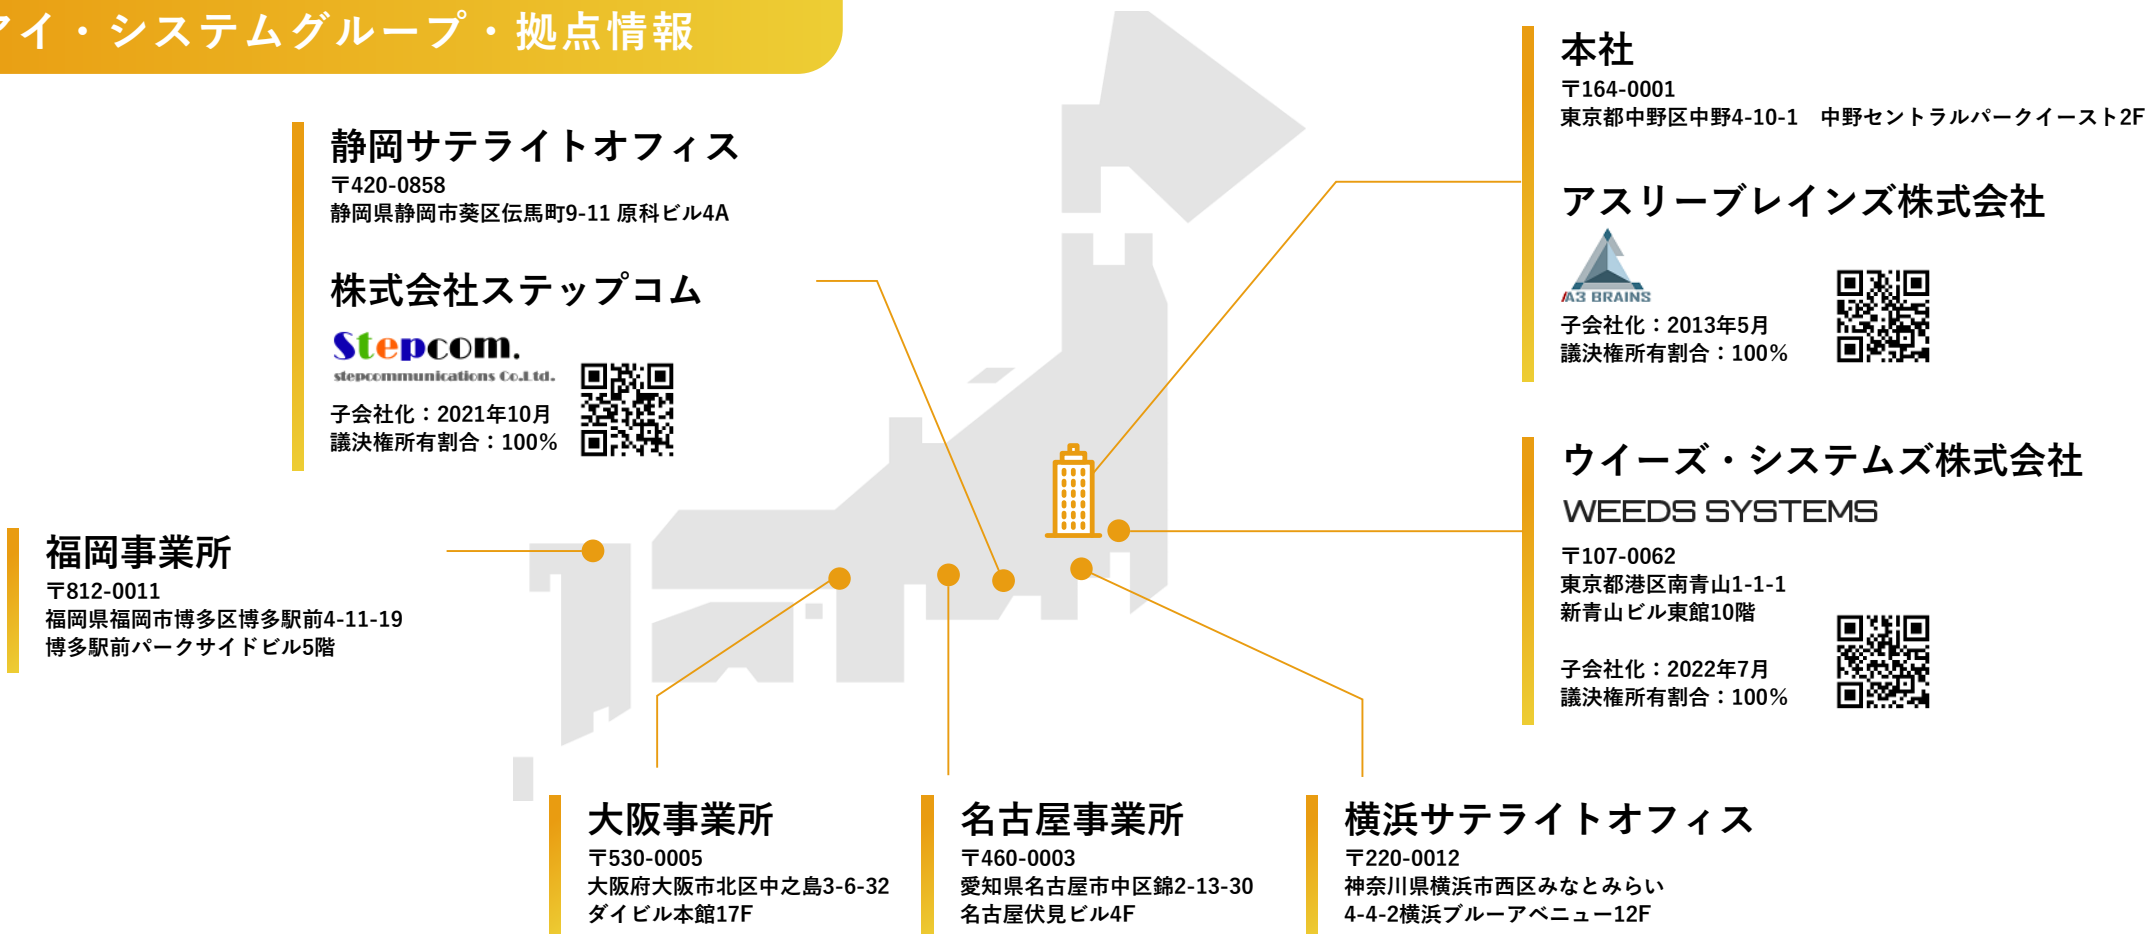 アイ・システムグループ・拠点情報
静岡サテライトオフィス
〒420-0858
静岡県静岡市葵区伝馬町9-11 原科ビル4A
株式会社ステップコム
Stepcom.
stepcommunications Co.Ltd.
子会社化：2021年10月
議決権所有割合：100%
本社
〒164-0001
東京都中野区中野4-10-1　中野セントラルパークイースト2F
アスリーブレインズ株式会社
A3 BRAINS
子会社化：2013年5月
議決権所有割合：100%
ウイーズ・システムズ株式会社
WEEDS SYSTEMS
〒107-0062
東京都港区南青山1-1-1
新青山ビル東館10階
子会社化：2022年7月
議決権所有割合：100%
福岡事業所
〒812-0011
福岡県福岡市博多区博多駅前4-11-19
博多駅前パークサイドビル5階
大阪事業所
〒530-0005
大阪府大阪市北区中之島3-6-32
ダイビル本館17F
名古屋事業所
〒460-0003
愛知県名古屋市中区錦2-13-30
名古屋伏見ビル4F
横浜サテライトオフィス
〒220-0012
神奈川県横浜市西区みなとみらい
4-4-2横浜ブルーアベニュー12F